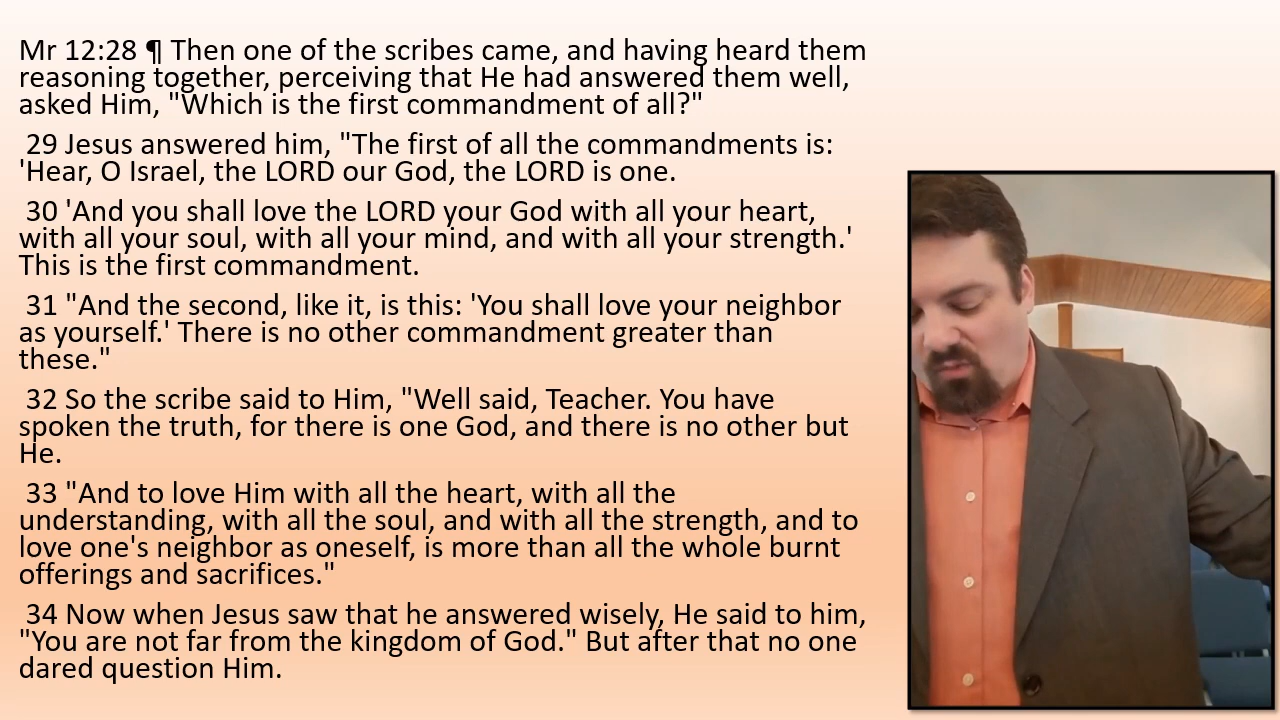 Mr 12:28 ¶ Then one of the scribes came, and having heard them
reasoning together, perceiving that He had answered them well,
asked Him, "Which is the first commandment of all?"
29 Jesus answered him, "The first of all the commandments is:
'Hear, O Israel, the LORD our God, the LORD is one.
30 'And you shall love the LORD your God with all your heart,
with all your soul, with all your mind, and with all your strength.'
This is the first commandment.
31 "And the second, like it, is this: 'You shall love your neighbor
as yourself.' There is no other commandment greater than
these."
32 So the scribe said to Him, "Well said, Teacher. You have
spoken the truth, for there is one God, and there is no other but
He.
33 "And to love Him with all the heart, with all the
understanding, with all the soul, and with all the strength, and to
love one's neighbor as oneself, is more than all the whole burnt
offerings and sacrifices."
34 Now when Jesus saw that he answered wisely, He said to him,
"You are not far from the kingdom of God." But after that no one
dared question Him.